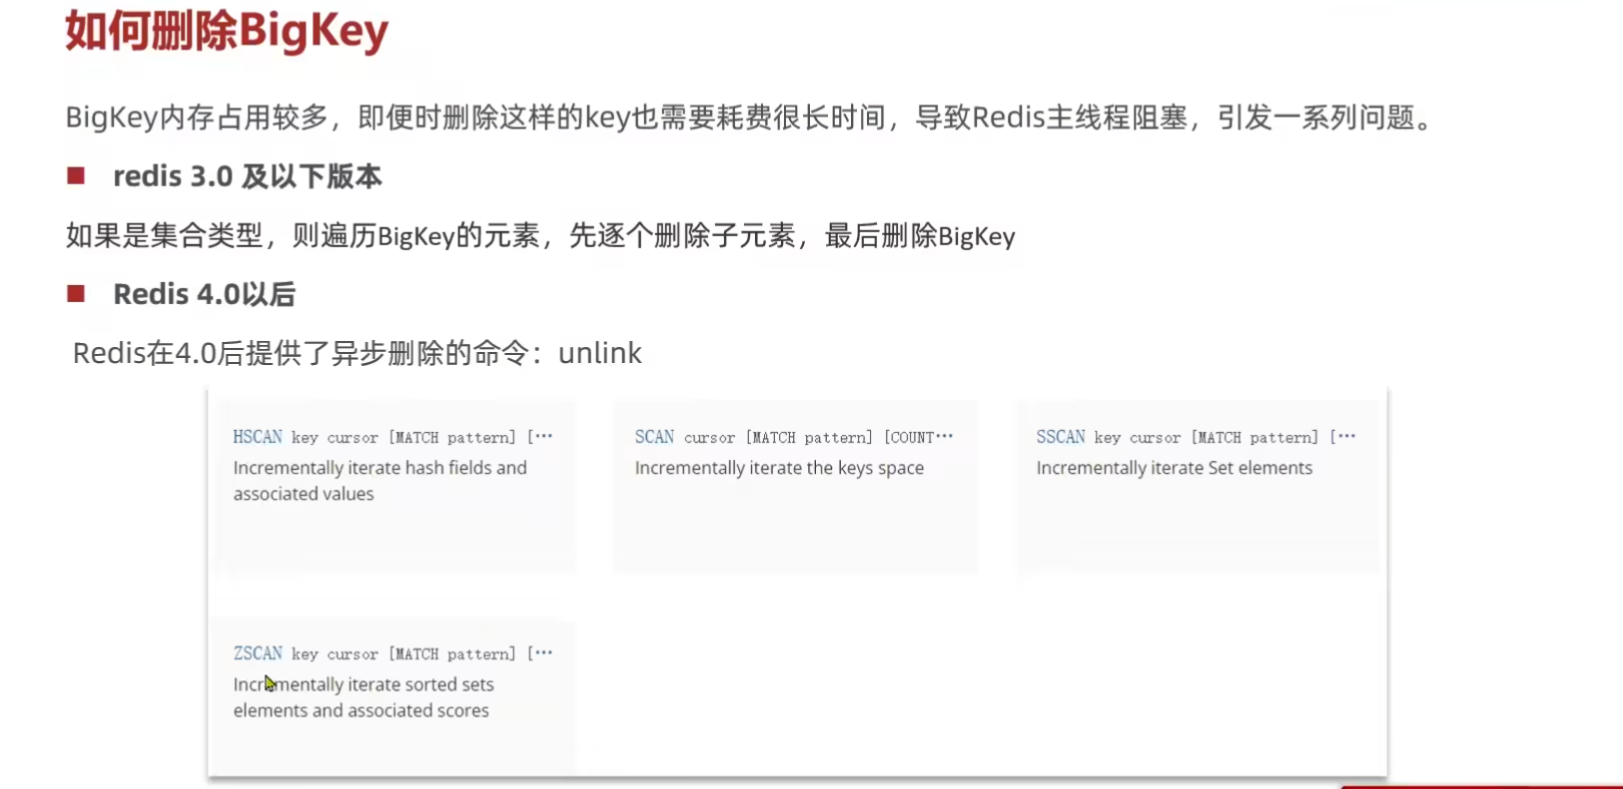 如何删除BigKey
BigKey内存占用较多，即便时删除这样的key也需要耗费很长时间，导致Redis主线程阻塞，引发一系列问题。
redis 3.0 及以下版本
如果是集合类型，则遍历BigKey的元素，先逐个删除子元素，最后删除BigKey
Redis 4.0以后
Redis在4.0后提供了异步删除的命令：unlink
HSCAN key cursor [MATCH pattern] [...
Incrementally iterate hash fields and
associated values
SCAN cursor [MATCH pattern] [COUNT...
Incrementally iterate the keys space
SSCAN key cursor [MATCH pattern] [...
Incrementally iterate Set elements
ZSCAN key cursor [MATCH pattern] [...
Incrementally iterate sorted sets
elements and associated scores